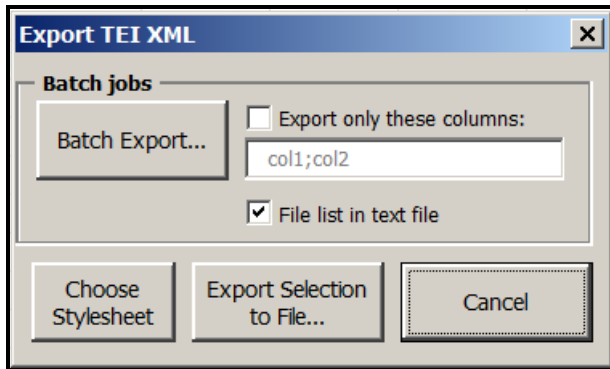 Export TEI XML
Batch jobs
Batch Export...
Export only these columns:
col1;col2
File list in text file
Choose
Stylesheet
Export Selection
to File...
Cancel